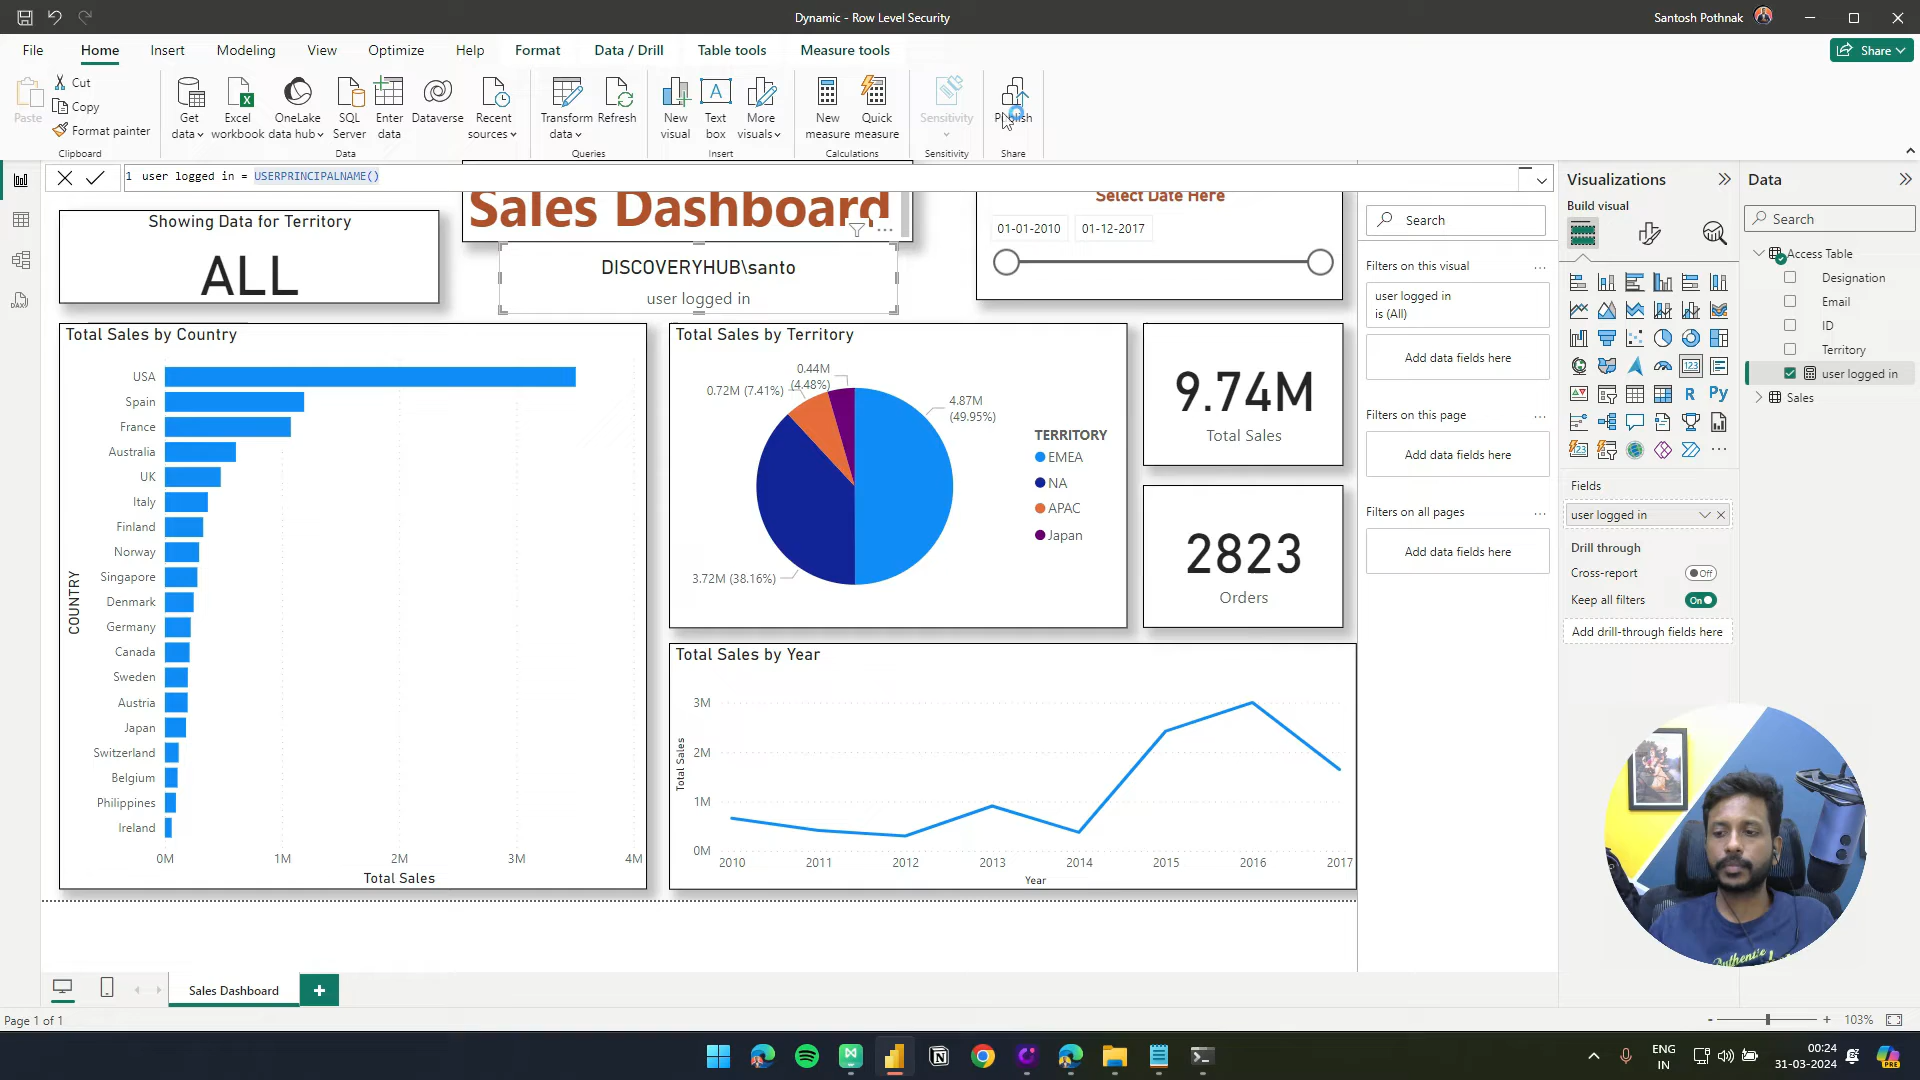 Dynamic - Row Level Security
Santosh Pothnak
File Home Insert Modeling View Optimize Help Format Data / Drill Table tools Measure tools
Share
Paste
Cut
Copy
Format painter
Clipboard
Get data
Excel workbook
OneLake data hub
SQL Server
Enter data
Dataverse
Recent sources
Data
Transform data
Refresh
Queries
New visual
Text box
More visuals
Insert
New measure
Quick measure
Calculations
Sensitivity
Sensitivity
Publish
Share
1 user logged in = USERPRINCIPALNAME()
Showing Data for Territory
ALL
Sales Dashboard
DISCOVERYHUB\santo
user logged in
Select Date Here
01-01-2010 01-12-2017
Total Sales by Country
USA
Spain
France
Australia
UK
Italy
Finland
Norway
Singapore
Denmark
Germany
Canada
Sweden
Austria
Japan
Switzerland
Belgium
Philippines
Ireland
COUNTRY
0M 1M 2M 3M 4M
Total Sales
Total Sales by Territory
0.44M
(4.48%)
0.72M (7.41%)
4.87M
(49.95%)
3.72M (38.16%)
TERRITORY
EMEA
NA
APAC
Japan
9.74M
Total Sales
2823
Orders
Total Sales by Year
3M
2M
1M
0M
Total Sales
2010 2011 2012 2013 2014 2015 2016 2017
Year
Search
Filters on this visual
user logged in
is (All)
Add data fields here
Filters on this page
Add data fields here
Filters on all pages
Add data fields here
Visualizations
Build visual
R Py
123
Fields
user logged in
Drill through
Cross-report Off
Keep all filters On
Add drill-through fields here
Data
Search
Access Table
Designation
Email
ID
Territory
user logged in
Sales
Sales Dashboard
Page 1 of 1
103%
ENG
IN
00:24
31-03-2024
PRE